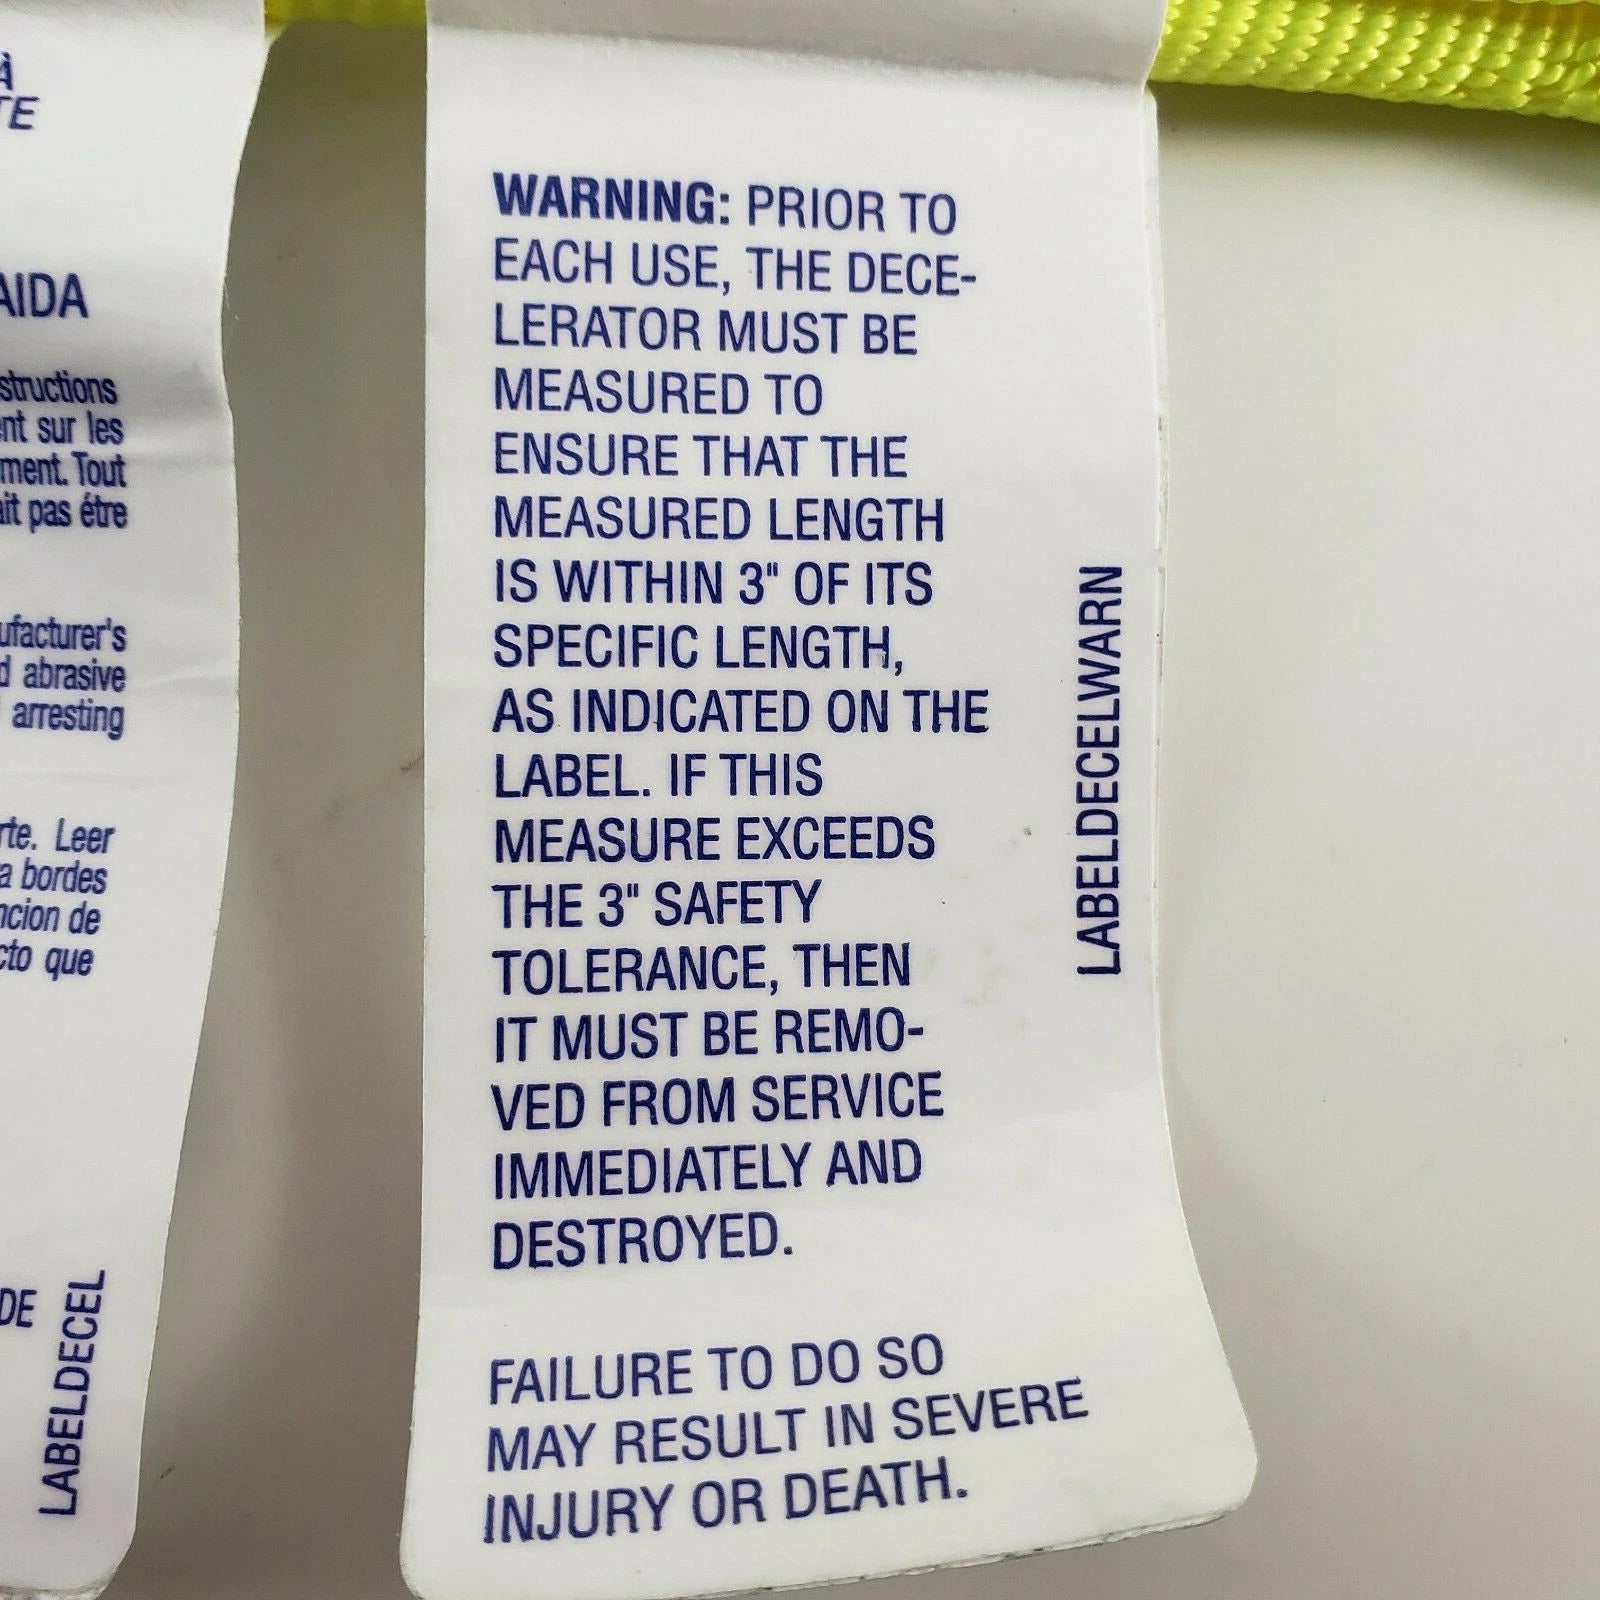 À
TE
AIDA
structions
nt sur les
ment. Tout
ait pas étre
ufacturer's
d abrasive
arresting
rte. Leer
a bordes
ncion de
cto que
DE
LABELDECEL
WARNING: PRIOR TO
EACH USE, THE DECE-
LERATOR MUST BE
MEASURED TO
ENSURE THAT THE
MEASURED LENGTH
IS WITHIN 3" OF ITS
SPECIFIC LENGTH,
AS INDICATED ON THE
LABEL. IF THIS
MEASURE EXCEEDS
THE 3" SAFETY
TOLERANCE, THEN
IT MUST BE REMO-
VED FROM SERVICE
IMMEDIATELY AND
DESTROYED.
FAILURE TO DO SO
MAY RESULT IN SEVERE
INJURY OR DEATH.
LABELDECELWARN